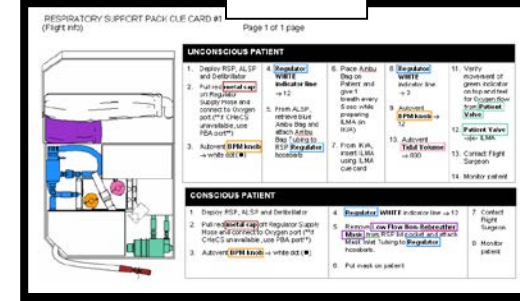 RESPIRATORY SUPPORT PACK CUE CARD #1
(Flight info)
Page 1 of 1 page
UNCONSCIOUS PATIENT
1. Deploy RSP, ALSP
and Defibrillator
2. Pull red metal cap
on Regulator
Supply Hose and
connect to Oxygen
port (**if CHeCS
unavailable, use
PBA port**)
3. Autovent BPM knob
→ white dot (■)
4. Regulator
WHITE
indicator line
→ 12
5. From ALSP,
retrieve blue
Ambu Bag and
attach Ambu
Bag Tubing to
RSP Regulator
hosebarb
6. Place Ambu
Bag on
Patient and
give 1
breath every
5 sec while
preparing
ILMA (in
IKA)
7. From IKA,
insert ILMA
using ILMA
cue card
8. Regulator
WHITE
indicator line
9. Autovent
BPM knob →
12
10. Autovent
Tidal Volume
→ 600
11. Verify
movement of
green indicator
on top and feel
for Oxygen flow
from Patient
Valve
12. Patient Valve
ILMA
13. Contact Flight
Surgeon
14. Monitor patient
CONSCIOUS PATIENT
1 Deploy RSP, ALSP and Defibrillator
2. Pull red metal cap on Regulator Supply
Hose and connect to Oxygen port (**if
CHeCS unavailable, use PBA port**)
3. Autovent BPM knob → white dot (■)
4 Regulator WHITE indicator line → 12
5 Remove Low Flow Non-Rebreather
Mask from RSP lid pocket and attach
Mask Inlet Tubing to Regulator
hosebarb.
6 Put mask on patient
7 Contact
Flight
Surgeon
8 Monitor
patient